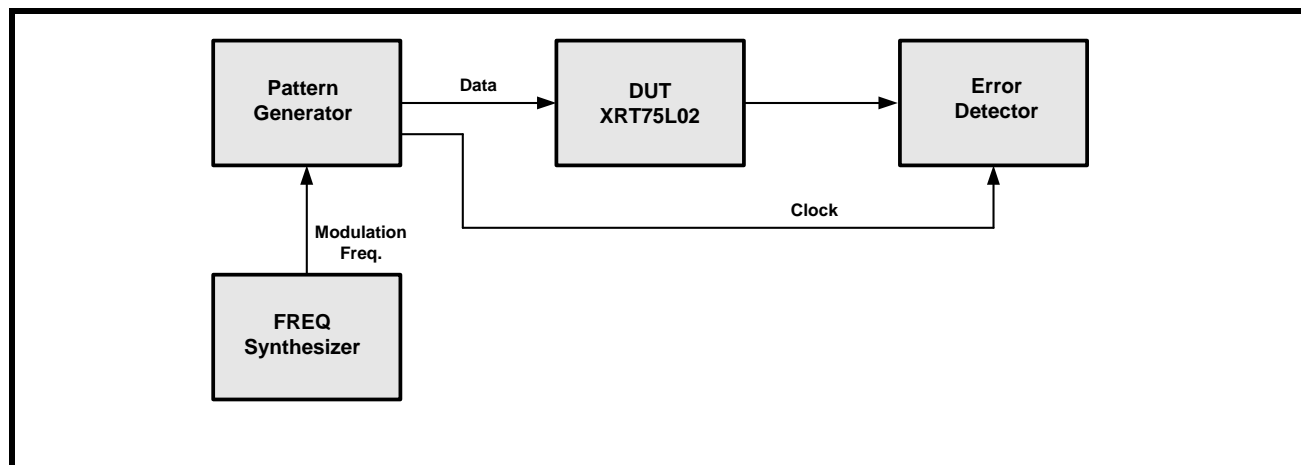 Pattern
Generator
Data
DUT
XRT75L02
Error
Detector
Clock
Modulation
Freq.
FREQ
Synthesizer